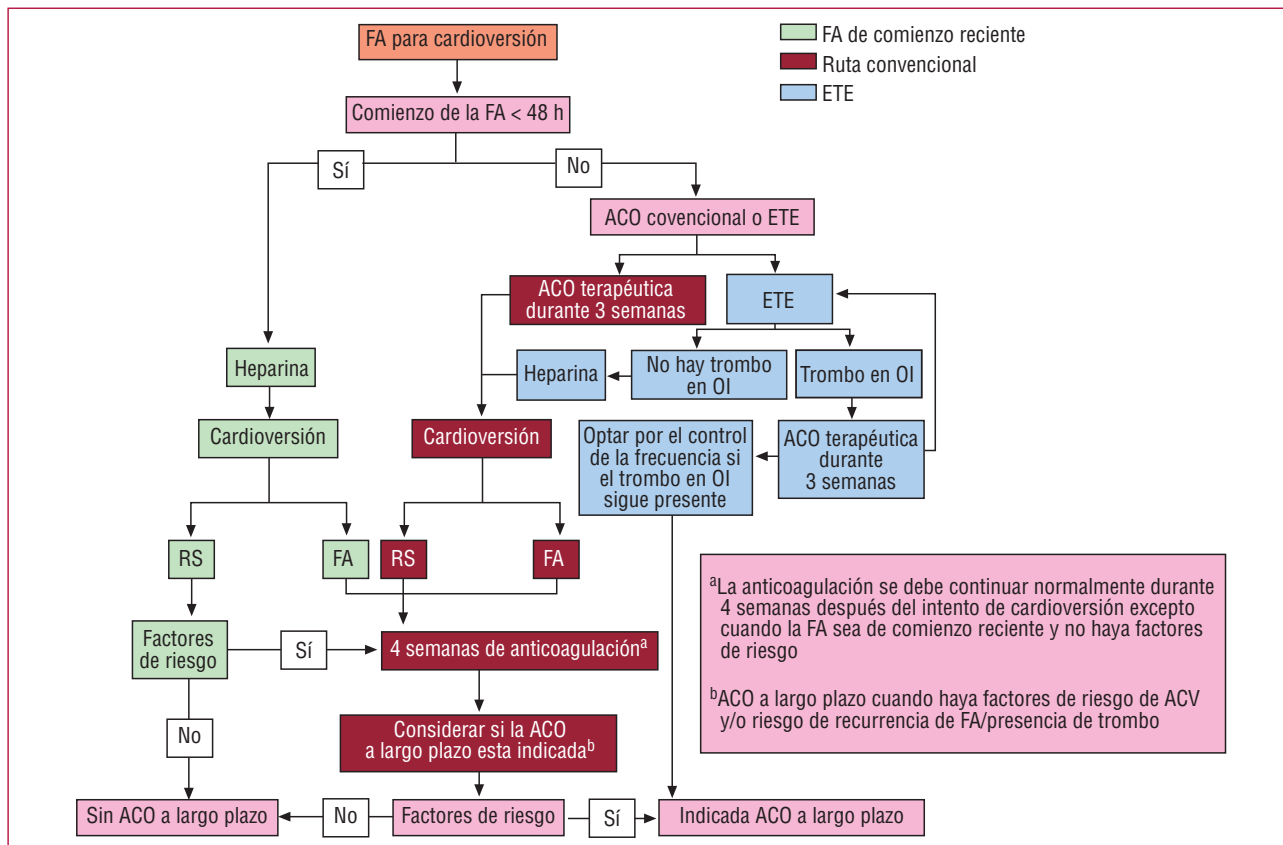 FA para cardioversión
FA de comienzo reciente
Ruta convencional
ETE
Comienzo de la FA < 48 h
Sí
No
ACO covencional o ETE
ACO terapéutica
durante 3 semanas
ETE
Heparina
Heparina
No hay trombo
en OI
Trombo en OI
Cardioversión
Cardioversión
Optar por el control
de la frecuencia si
el trombo en OI
sigue presente
ACO terapéutica
durante
3 semanas
RS
FA
RS
FA
Factores
de riesgo
Sí
4 semanas de anticoagulaciónª
ªLa anticoagulación se debe continuar normalmente durante
4 semanas después del intento de cardioversión excepto
cuando la FA sea de comienzo reciente y no haya factores
de riesgo
ᵇACO a largo plazo cuando haya factores de riesgo de ACV
y/o riesgo de recurrencia de FA/presencia de trombo
No
Considerar si la ACO
a largo plazo esta indicadaᵇ
Sin ACO a largo plazo
No
Factores de riesgo
Sí
Indicada ACO a largo plazo